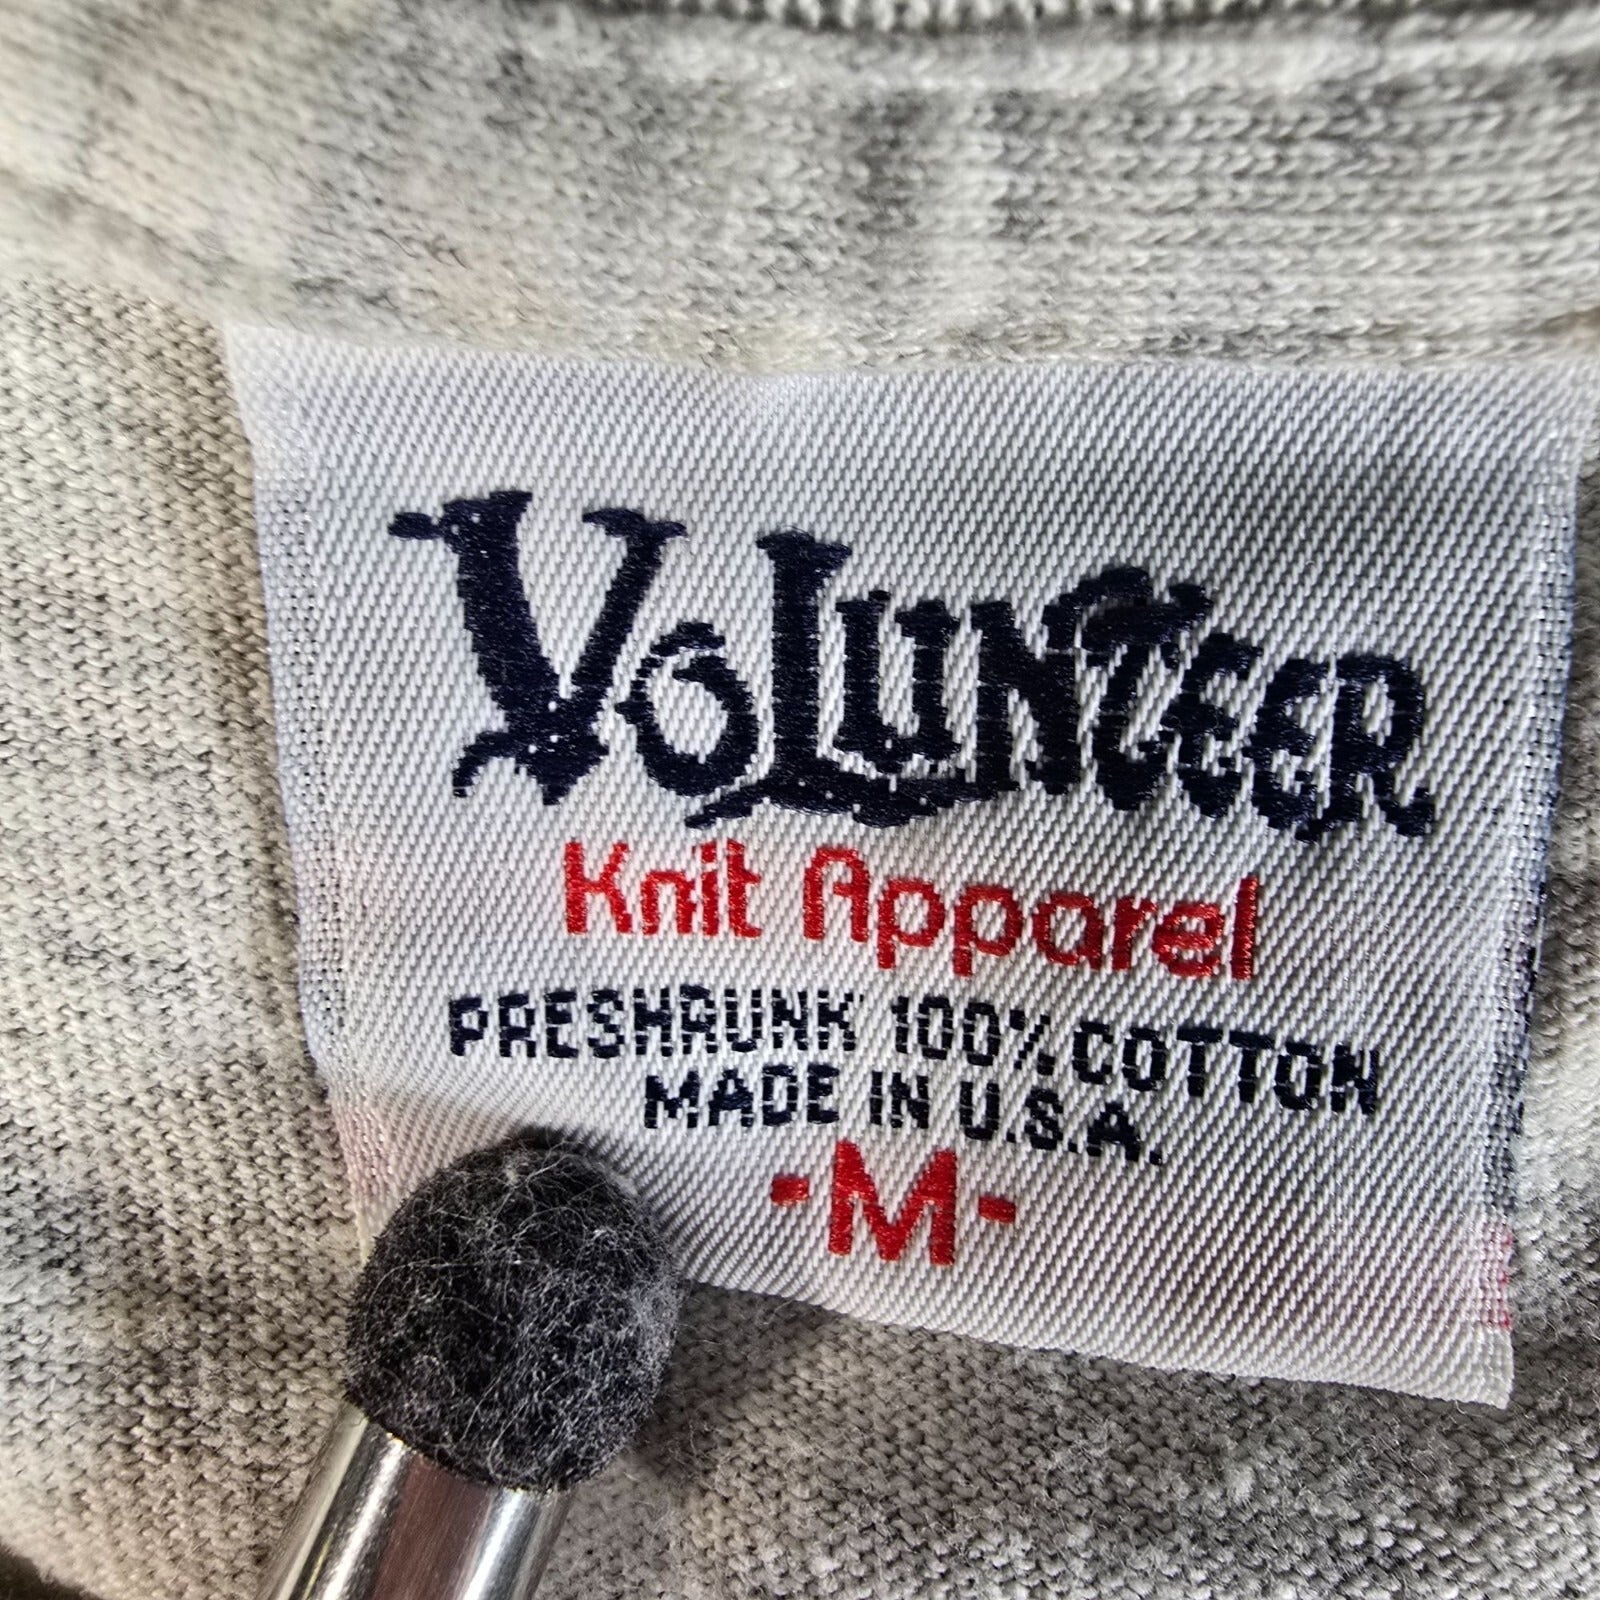 VOLUNTEER
Knit Apparel
PRESHRUNK 100% COTTON
MADE IN U.S.A.
-M-